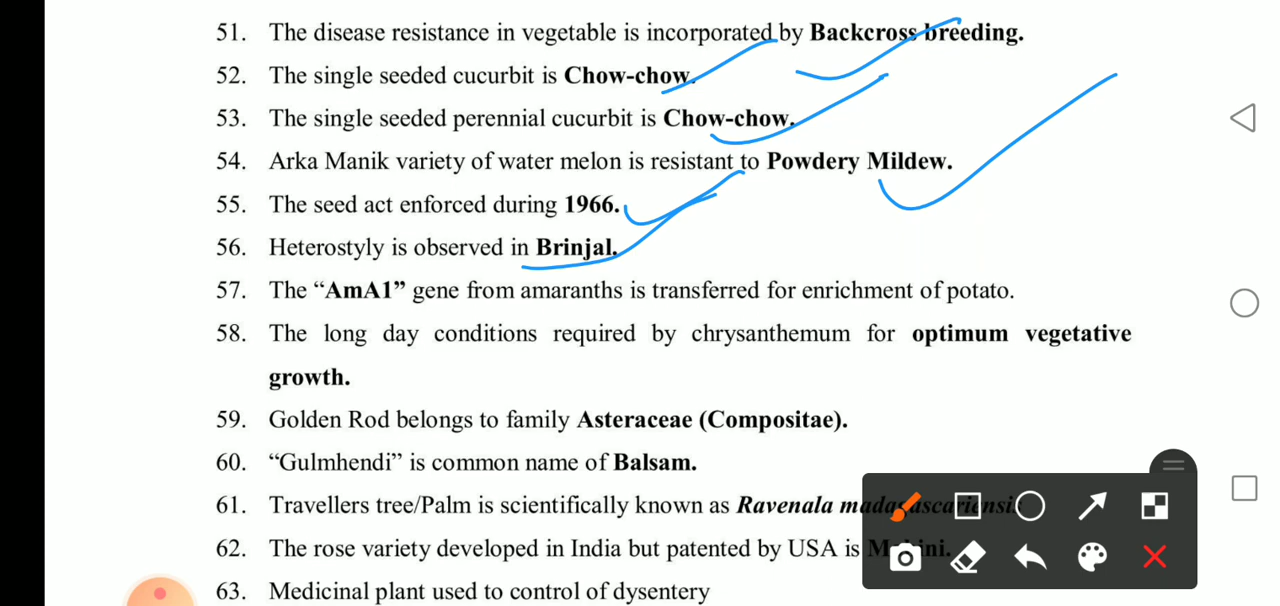 51. The disease resistance in vegetable is incorporated by Backcross breeding.
52. The single seeded cucurbit is Chow-chow.
53. The single seeded perennial cucurbit is Chow-chow.
54. Arka Manik variety of water melon is resistant to Powdery Mildew.
55. The seed act enforced during 1966.
56. Heterostyly is observed in Brinjal.
57. The “AmA1” gene from amaranths is transferred for enrichment of potato.
58. The long day conditions required by chrysanthemum for optimum vegetative
growth.
59. Golden Rod belongs to family Asteraceae (Compositae).
60. “Gulmhendi” is common name of Balsam.
61. Travellers tree/Palm is scientifically known as Ravenala madagascariensis
62. The rose variety developed in India but patented by USA is Mohini.
63. Medicinal plant used to control of dysentery